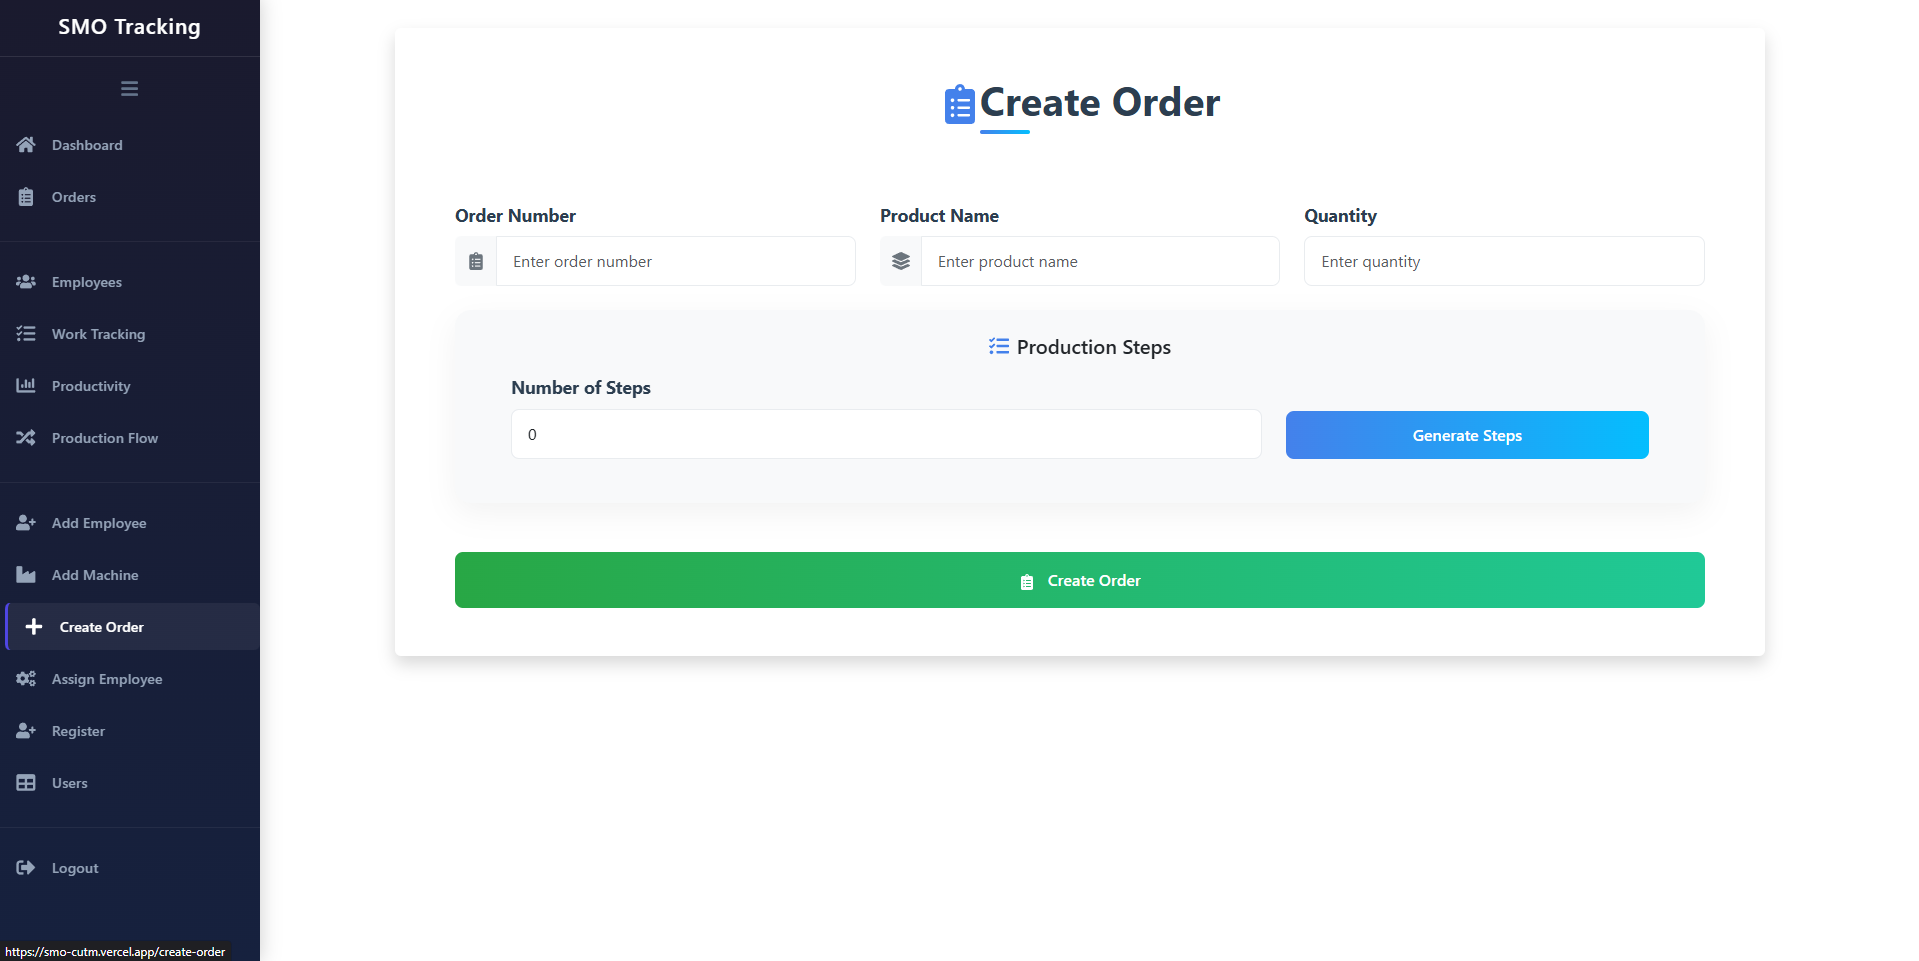 SMO Tracking
Dashboard
Orders
Employees
Work Tracking
Productivity
Production Flow
Add Employee
Add Machine
Create Order
Assign Employee
Register
Users
Logout
https://smo-cutm.vercel.app/create-order
Create Order
Order Number
Enter order number
Product Name
Enter product name
Quantity
Enter quantity
Production Steps
Number of Steps
0
Generate Steps
Create Order